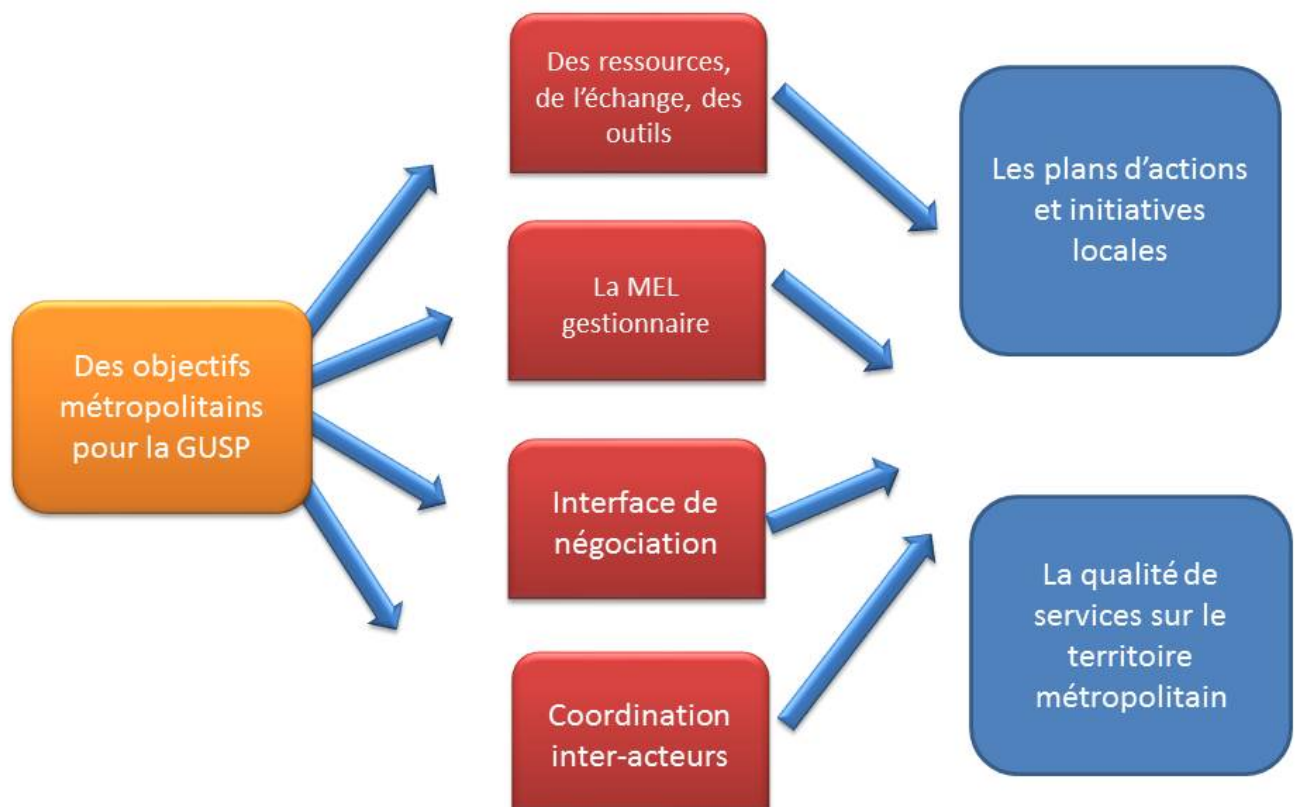 Des objectifs
métropolitains
pour la GUSP
Des ressources,
de l'échange, des
outils
La MEL
gestionnaire
Interface de
négociation
Coordination
inter-acteurs
Les plans d'actions
et initiatives
locales
La qualité de
services sur le
territoire
métropolitain